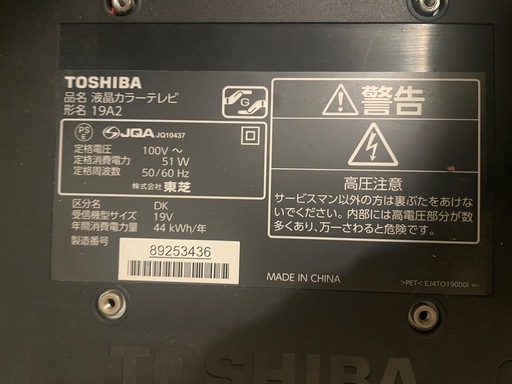 TOSHIBA
品名 液晶カラーテレビ
形名 19A2
G
PS
E
JQA JQ10437
定格電圧 100V ～
定格消費電力 51 W
定格周波数 50/60 Hz
株式会社 東芝
区分名 DK
受信機型サイズ 19V
年間消費電力量 44 kWh/年
製造番号
89253436
警告
高圧注意
サービスマン以外の方は裏ぶたをあけな
いでください。内部には高電圧部分が数
多くあり、万一さわると危険です。
MADE IN CHINA
>PET< EJ4TO19000I
TOSHIBA